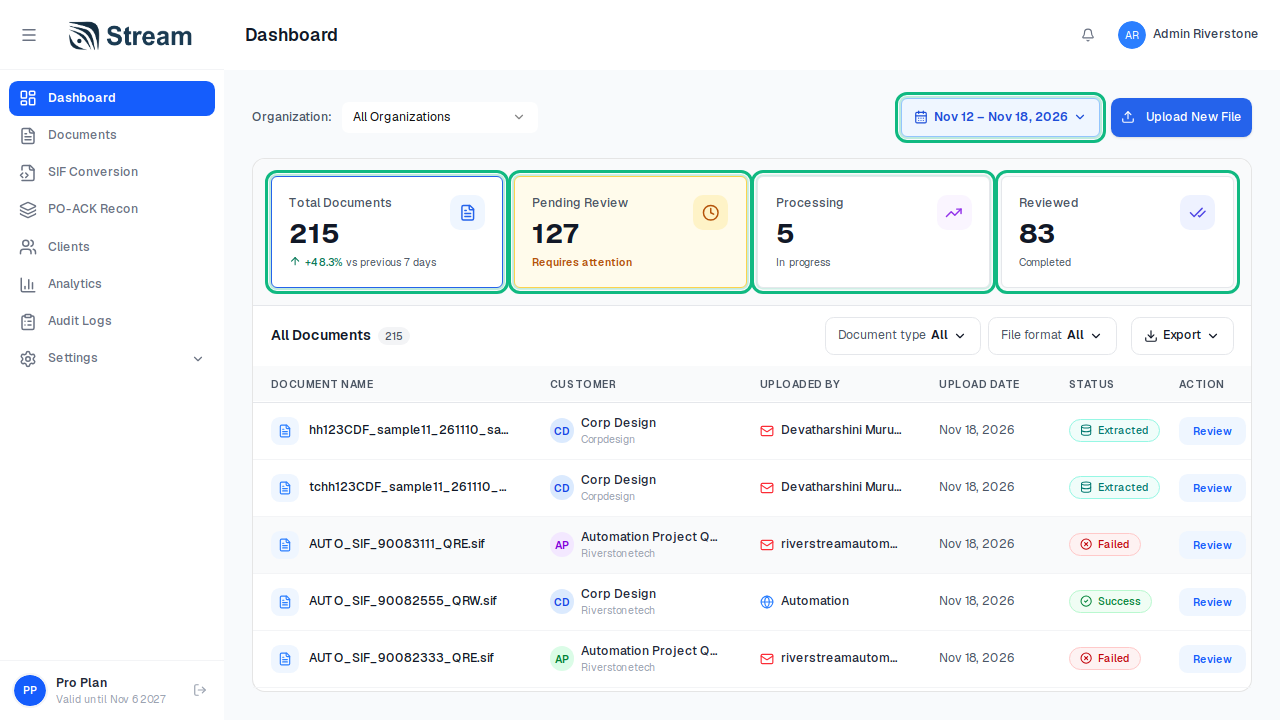 Stream
Dashboard
AR
Admin Riverstone
Dashboard
Documents
SIF Conversion
PO-ACK Recon
Clients
Analytics
Audit Logs
Settings
Organization:
All Organizations
Nov 12 – Nov 18, 2026
Upload New File
Total Documents
215
+48.3% vs previous 7 days
Pending Review
127
Requires attention
Processing
5
In progress
Reviewed
83
Completed
All Documents 215
Document type All
File format All
Export
DOCUMENT NAME CUSTOMER UPLOADED BY UPLOAD DATE STATUS ACTION
hh123CDF_sample11_261110_sa...
CD Corp Design
Corpdesign
Devatharshini Muru...
Nov 18, 2026
Extracted
Review
tchh123CDF_sample11_261110_...
CD Corp Design
Corpdesign
Devatharshini Muru...
Nov 18, 2026
Extracted
Review
AUTO_SIF_90083111_QRE.sif
AP Automation Project Q...
Riverstonetech
riverstreamautom...
Nov 18, 2026
Failed
Review
AUTO_SIF_90082555_QRW.sif
CD Corp Design
Riverstonetech
Automation
Nov 18, 2026
Success
Review
AUTO_SIF_90082333_QRE.sif
AP Automation Project Q...
Riverstonetech
riverstreamautom...
Nov 18, 2026
Failed
Review
PP
Pro Plan
Valid until Nov 6 2027